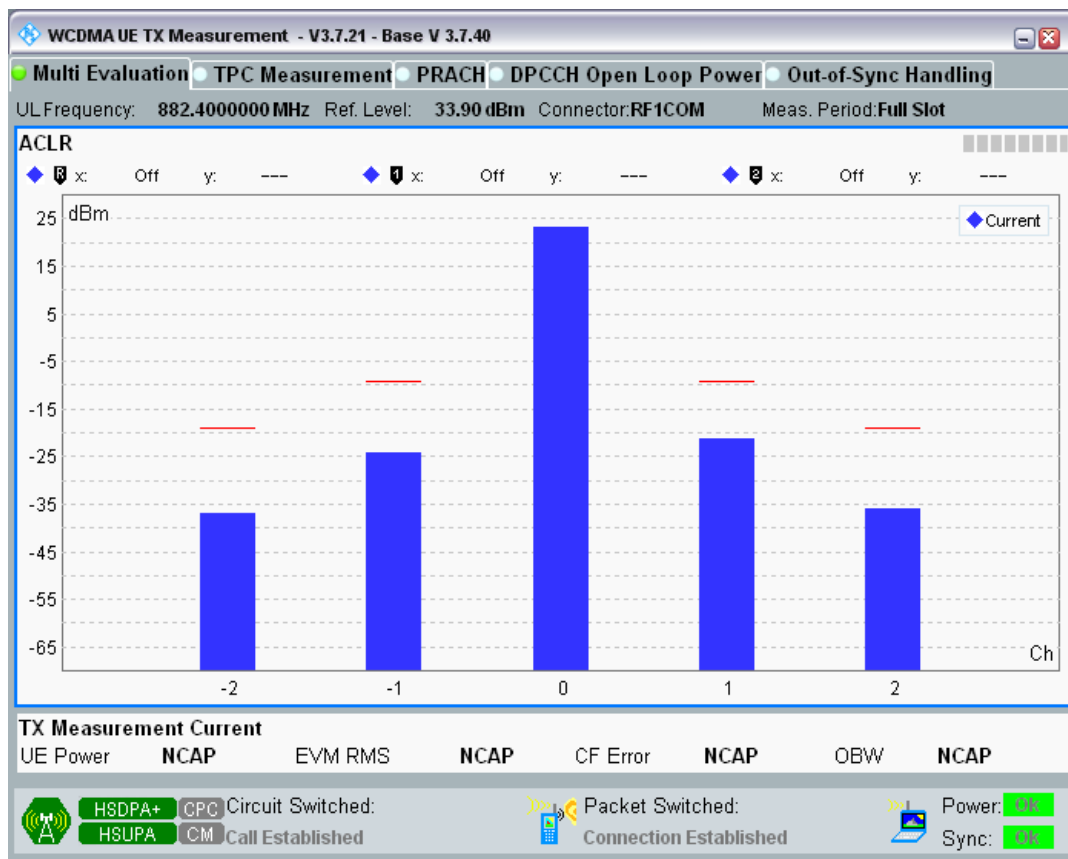 WCDMA UE TX Measurement - V3.7.21 - Base V 3.7.40
Multi Evaluation TPC Measurement PRACH DPCCH Open Loop Power Out-of-Sync Handling
UL Frequency: 882.4000000 MHz Ref. Level: 33.90 dBm Connector:RF1COM Meas. Period:Full Slot
ACLR
R x: Off y: --- 1 x: Off y: --- 2 x: Off y: ---
25 dBm
Current
15
5
-5
-15
-25
-35
-45
-55
-65
Ch
-2 -1 0 1 2
TX Measurement Current
UE Power NCAP EVM RMS NCAP CF Error NCAP OBW NCAP
HSDPA+ CPC Circuit Switched: Packet Switched: Power: OK
HSUPA CM Call Established Connection Established Sync: OK